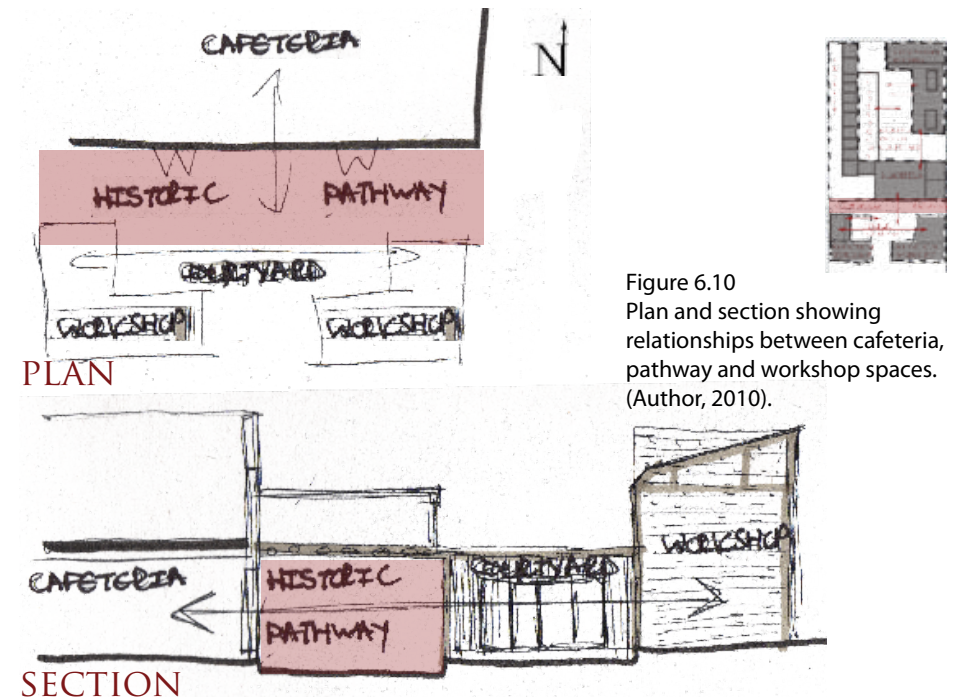 CAFETERIA
N
HISTORIC PATHWAY
COURTYARD
WORKSHOP WORKSHOP
PLAN
Figure 6.10
Plan and section showing
relationships between cafeteria,
pathway and workshop spaces.
(Author, 2010).
CAFETERIA
HISTORIC
PATHWAY
COURTYARD
WORKSHOP
SECTION